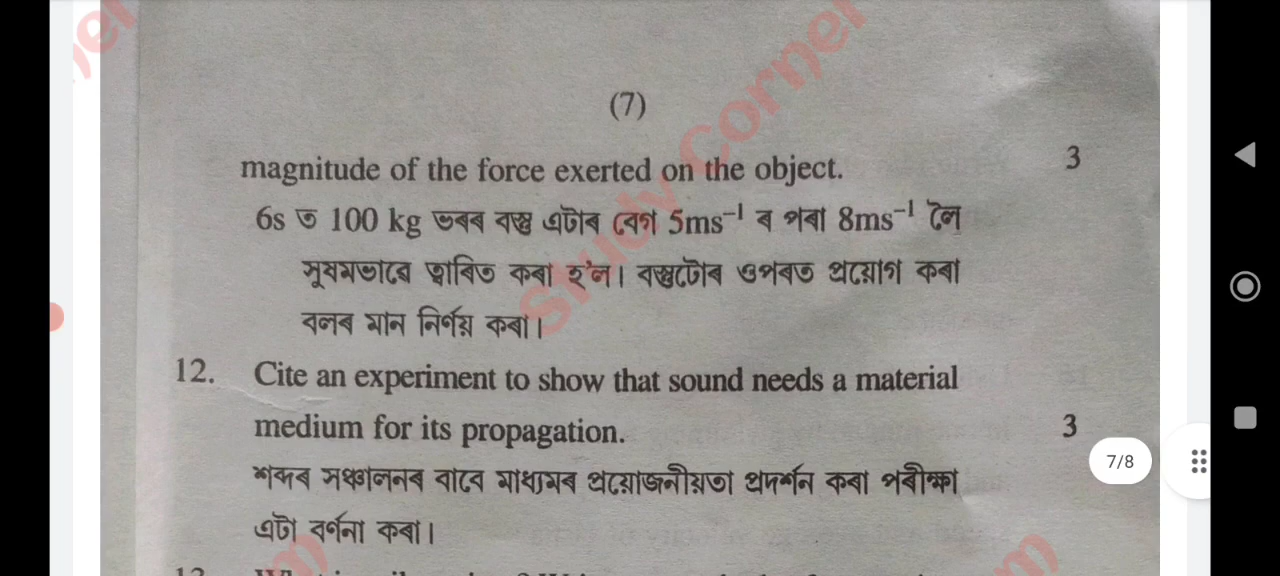 (7)
magnitude of the force exerted on the object. 3
6s ত 100 kg ভৰৰ বস্তু এটাৰ বেগ 5ms⁻¹ ৰ পৰা 8ms⁻¹ লৈ
সুষমভাৱে ত্বৰিত কৰা হ'ল। বস্তুটোৰ ওপৰত প্ৰয়োগ কৰা
বলৰ মান নিৰ্ণয় কৰা।
12. Cite an experiment to show that sound needs a material
medium for its propagation. 3
শব্দৰ সঞ্চালনৰ বাবে মাধ্যমৰ প্ৰয়োজনীয়তা প্ৰদৰ্শন কৰা পৰীক্ষা
এটা বৰ্ণনা কৰা।
Study Corner
7/8